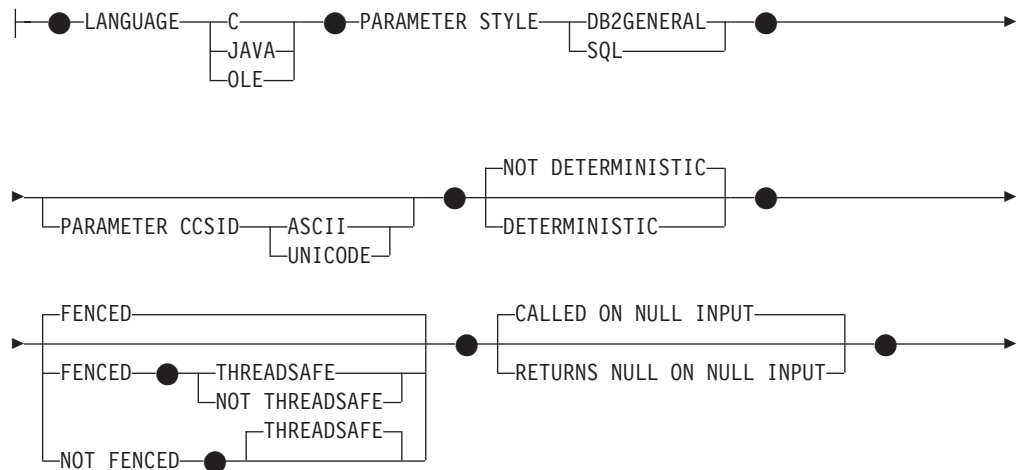 LANGUAGE C PARAMETER STYLE DB2GENERAL
JAVA SQL
OLE
NOT DETERMINISTIC
PARAMETER CCSID ASCII DETERMINISTIC
UNICODE
FENCED CALLED ON NULL INPUT
FENCED THREADSAFE RETURNS NULL ON NULL INPUT
NOT THREADSAFE
THREADSAFE
NOT FENCED